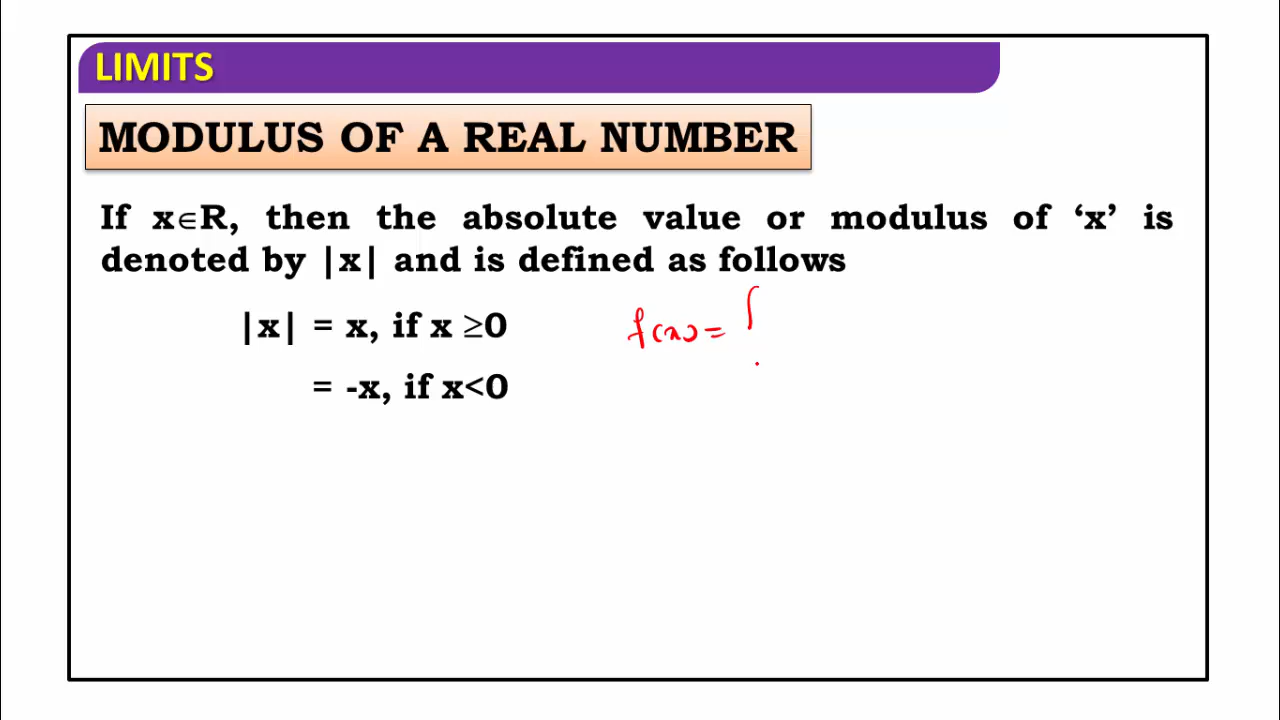 LIMITS
MODULUS OF A REAL NUMBER
If x∈R, then the absolute value or modulus of ‘x’ is
denoted by |x| and is defined as follows
|x| = x, if x ≥0
f(x) = {
= -x, if x<0